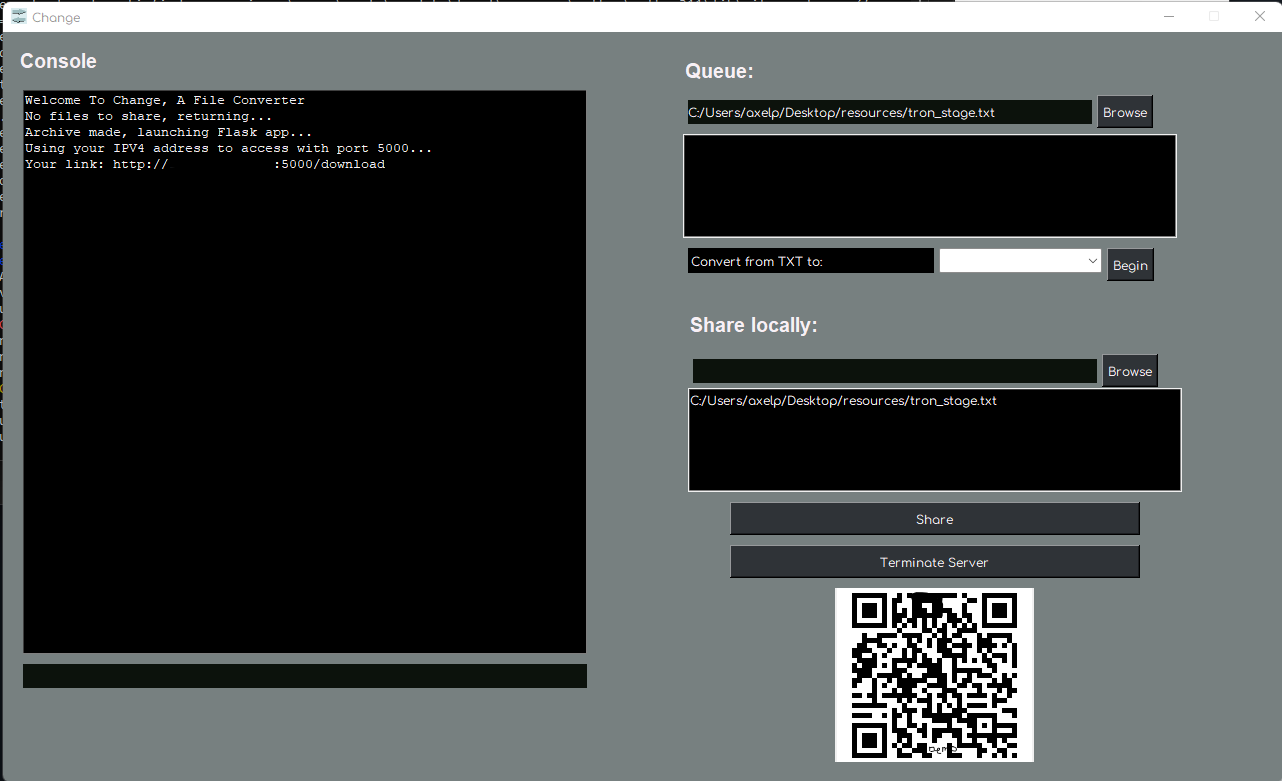 Change
Console
Welcome To Change, A File Converter
No files to share, returning...
Archive made, launching Flask app...
Using your IPV4 address to access with port 5000...
Your link: http:// :5000/download
Queue:
C:/Users/axelp/Desktop/resources/tron_stage.txt
Browse
Convert from TXT to:
Begin
Share locally:
Browse
C:/Users/axelp/Desktop/resources/tron_stage.txt
Share
Terminate Server
Demo